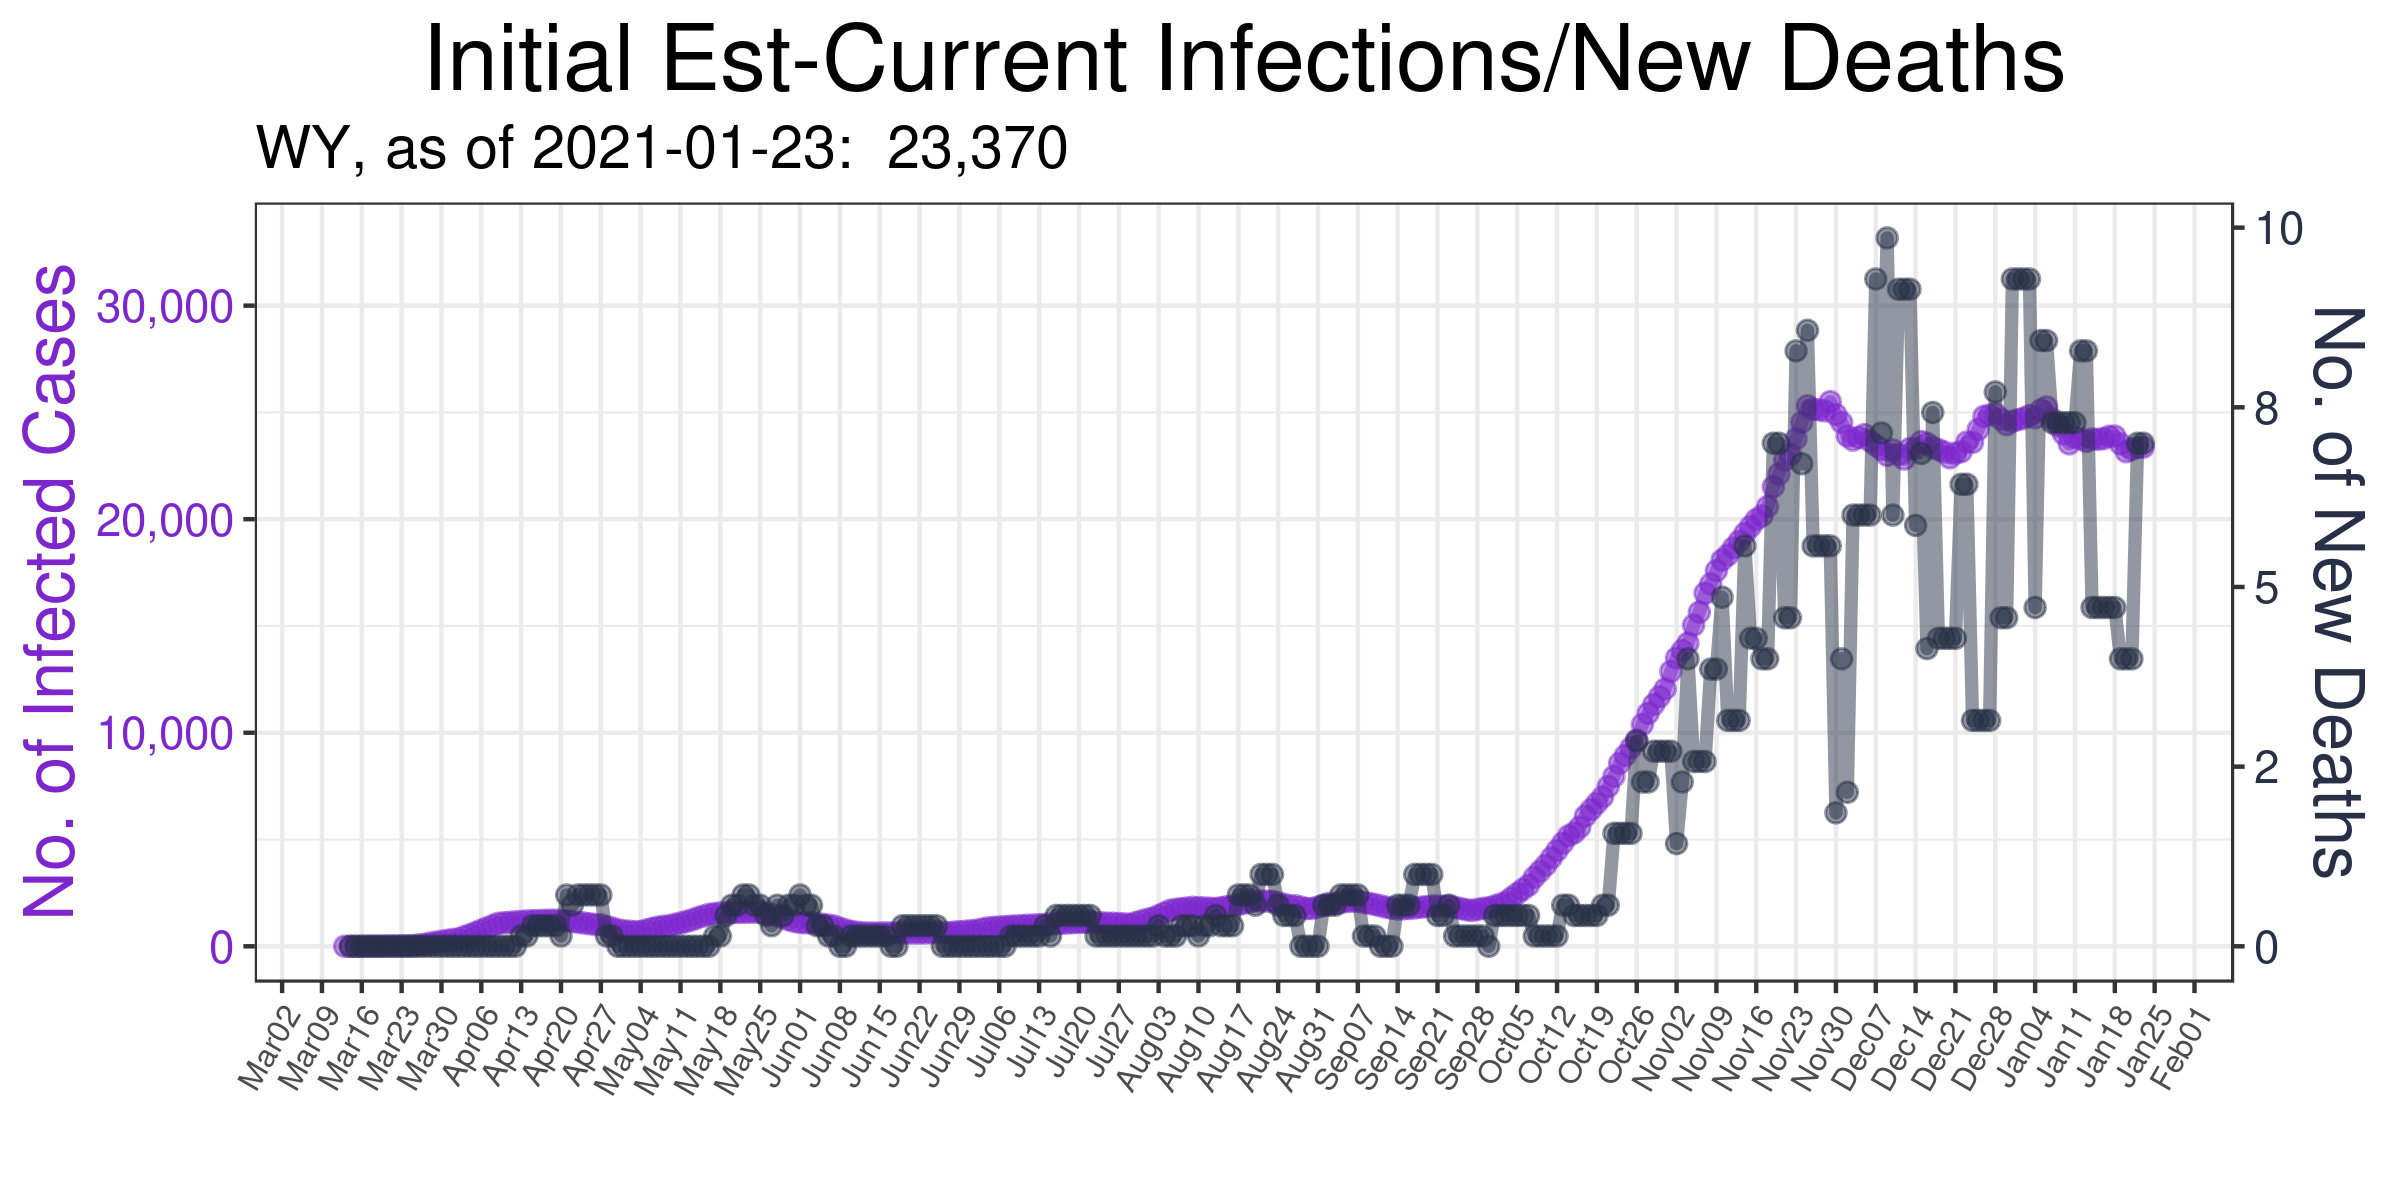 Initial Est-Current Infections/New Deaths
WY, as of 2021-01-23:  23,370
No. of Infected Cases
30,000
20,000
10,000
0
10
8
5
2
0
No. of New Deaths
Mar02
Mar09
Mar16
Mar23
Mar30
Apr06
Apr13
Apr20
Apr27
May04
May11
May18
May25
Jun01
Jun08
Jun15
Jun22
Jun29
Jul06
Jul13
Jul20
Jul27
Aug03
Aug10
Aug17
Aug24
Aug31
Sep07
Sep14
Sep21
Sep28
Oct05
Oct12
Oct19
Oct26
Nov02
Nov09
Nov16
Nov23
Nov30
Dec07
Dec14
Dec21
Dec28
Jan04
Jan11
Jan18
Jan25
Feb01